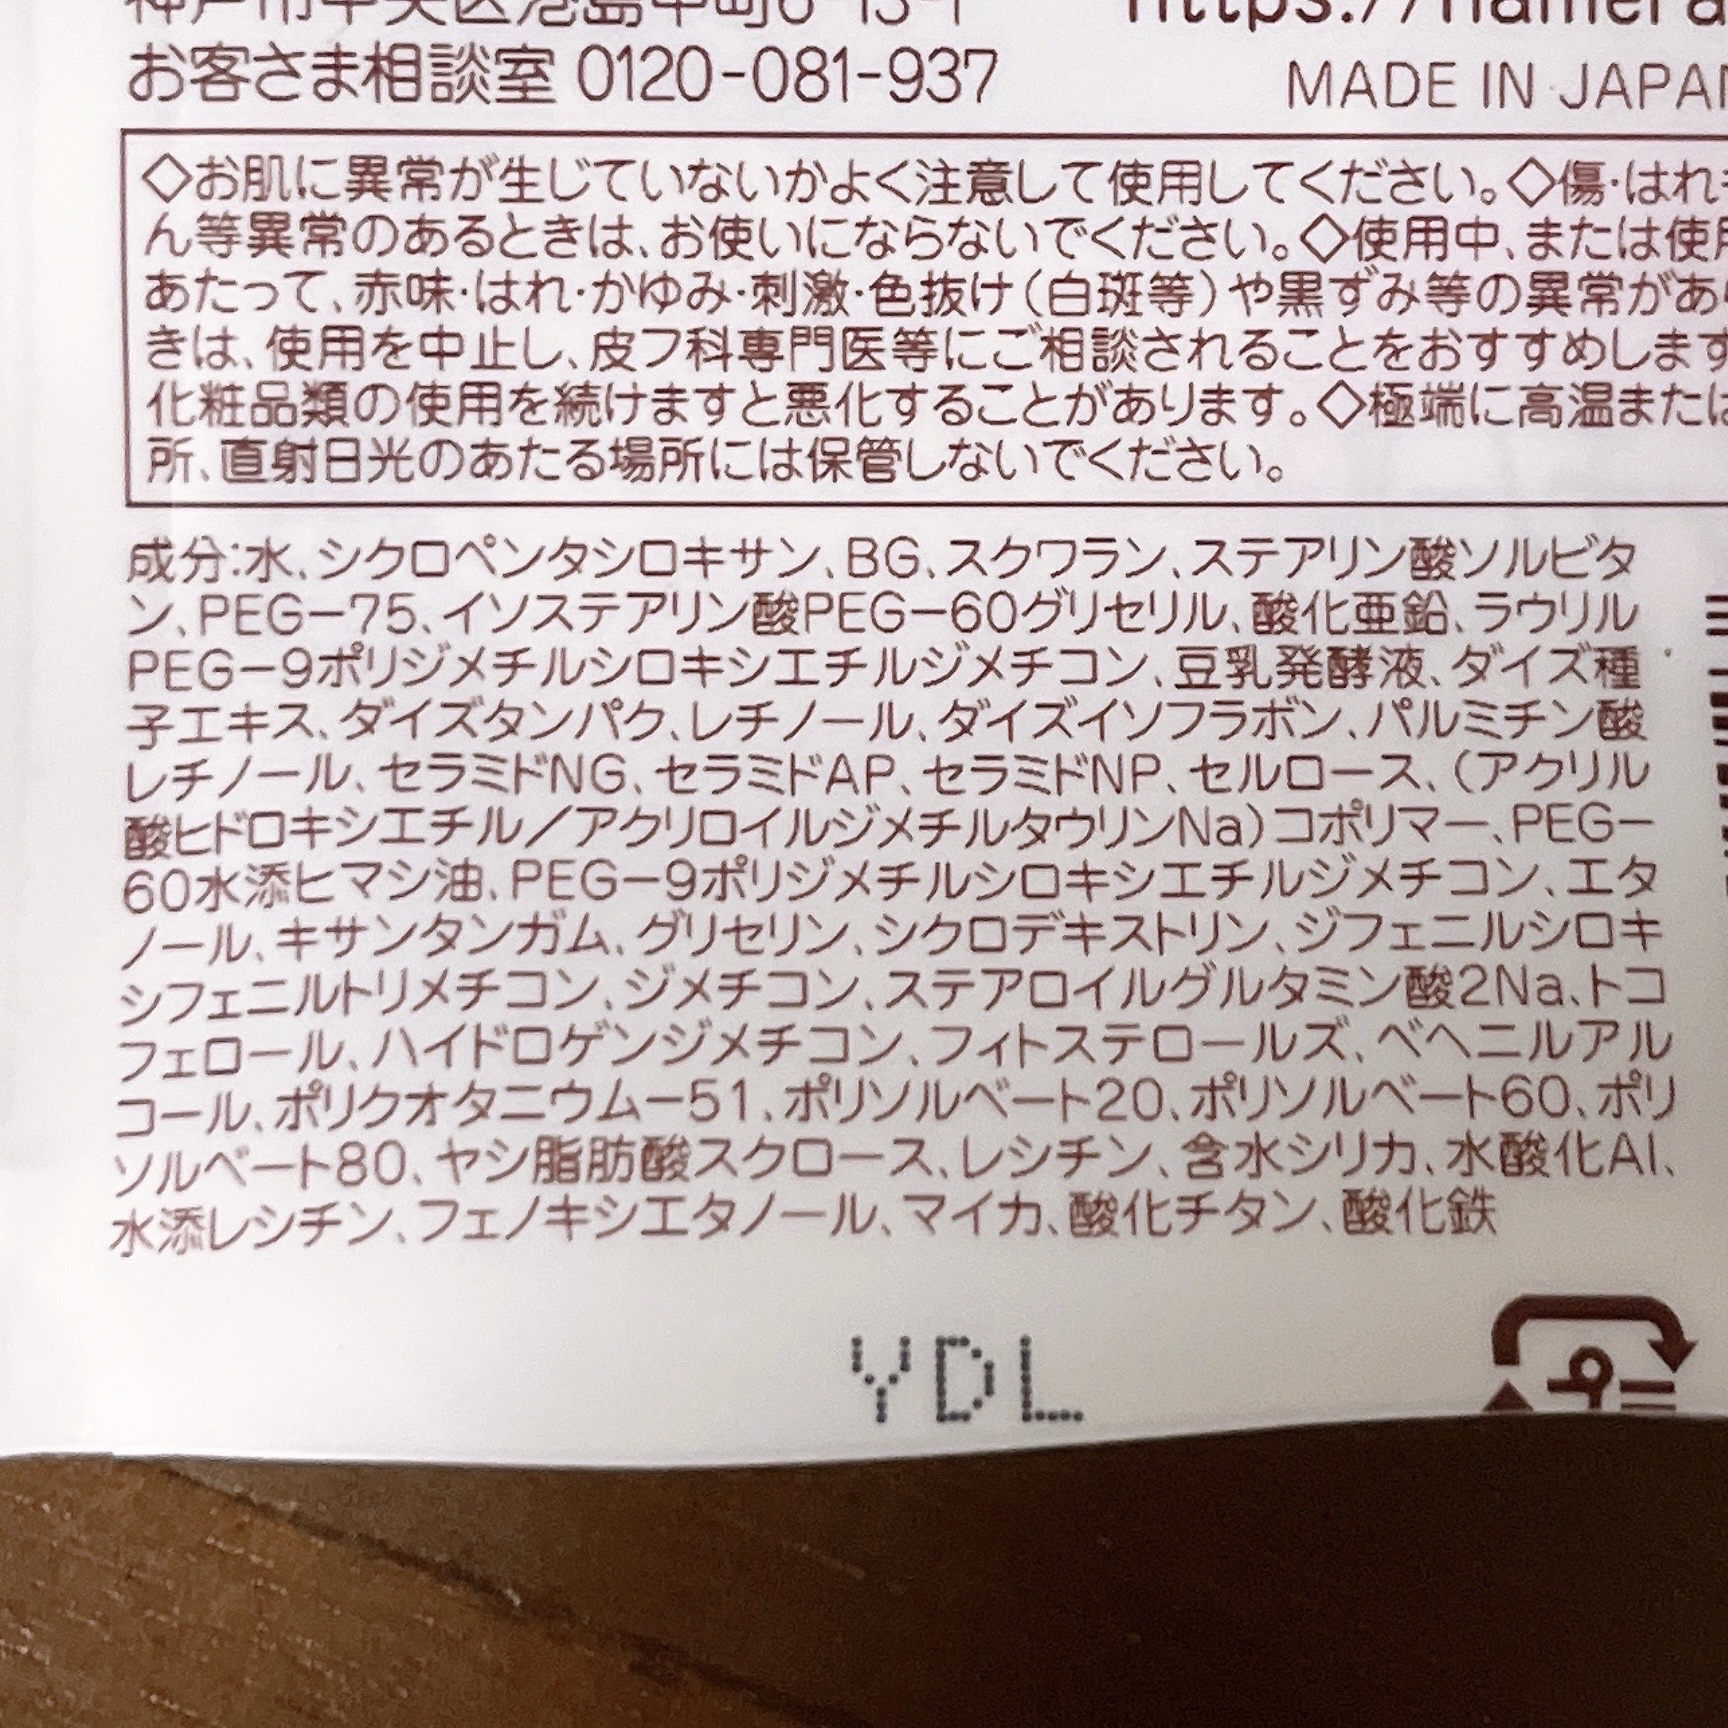 神戸市中央区港島中町6-13-1
https://namera
お客さま相談室 0120-081-937
MADE IN JAPAN
◇お肌に異常が生じていないかよく注意して使用してください。◇傷・はれ
ん等異常のあるときは、お使いにならないでください。◇使用中、または使用
あたって、赤味・はれ・かゆみ・刺激・色抜け(白斑等)や黒ずみ等の異常があ
きは、使用を中止し、皮フ科専門医等にご相談されることをおすすめします
化粧品類の使用を続けますと悪化することがあります。◇極端に高温または
所、直射日光のあたる場所には保管しないでください。
成分:水、シクロペンタシロキサン、BG、スクワラン、ステアリン酸ソルビタ
ン、PEG-75、イソステアリン酸PEG-60グリセリル、酸化亜鉛、ラウリル
PEG-9ポリジメチルシロキシエチルジメチコン、豆乳発酵液、ダイズ種
子エキス、ダイズタンパク、レチノール、ダイズイソフラボン、パルミチン酸
レチノール、セラミドNG、セラミドAP、セラミドNP、セルロース、(アクリル
酸ヒドロキシエチル/アクリロイルジメチルタウリンNa)コポリマー、PEG-
60水添ヒマシ油、PEG-9ポリジメチルシロキシエチルジメチコン、エタ
ノール、キサンタンガム、グリセリン、シクロデキストリン、ジフェニルシロキ
シフェニルトリメチコン、ジメチコン、ステアロイルグルタミン酸2Na、トコ
フェロール、ハイドロゲンジメチコン、フィトステロールズ、ベヘニルアル
コール、ポリクオタニウム-51、ポリソルベート20、ポリソルベート60、ポリ
ソルベート80、ヤシ脂肪酸スクロース、レシチン、含水シリカ、水酸化Al、
水添レシチン、フェノキシエタノール、マイカ、酸化チタン、酸化鉄
YDL